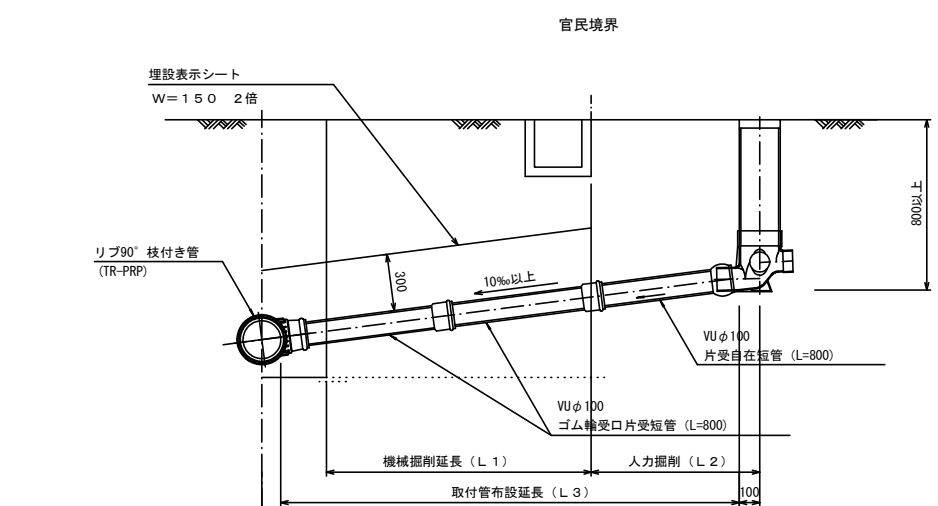 官民境界
埋設表示シート
W=150 2倍
800以上
リブ90°枝付き管
(TR-PRP)
300
10‰以上
VUφ100
片受自在短管 (L=800)
VUφ100
ゴム輪受口片受短管 (L=800)
機械掘削延長(L1)
人力掘削(L2)
取付管布設延長(L3)
100